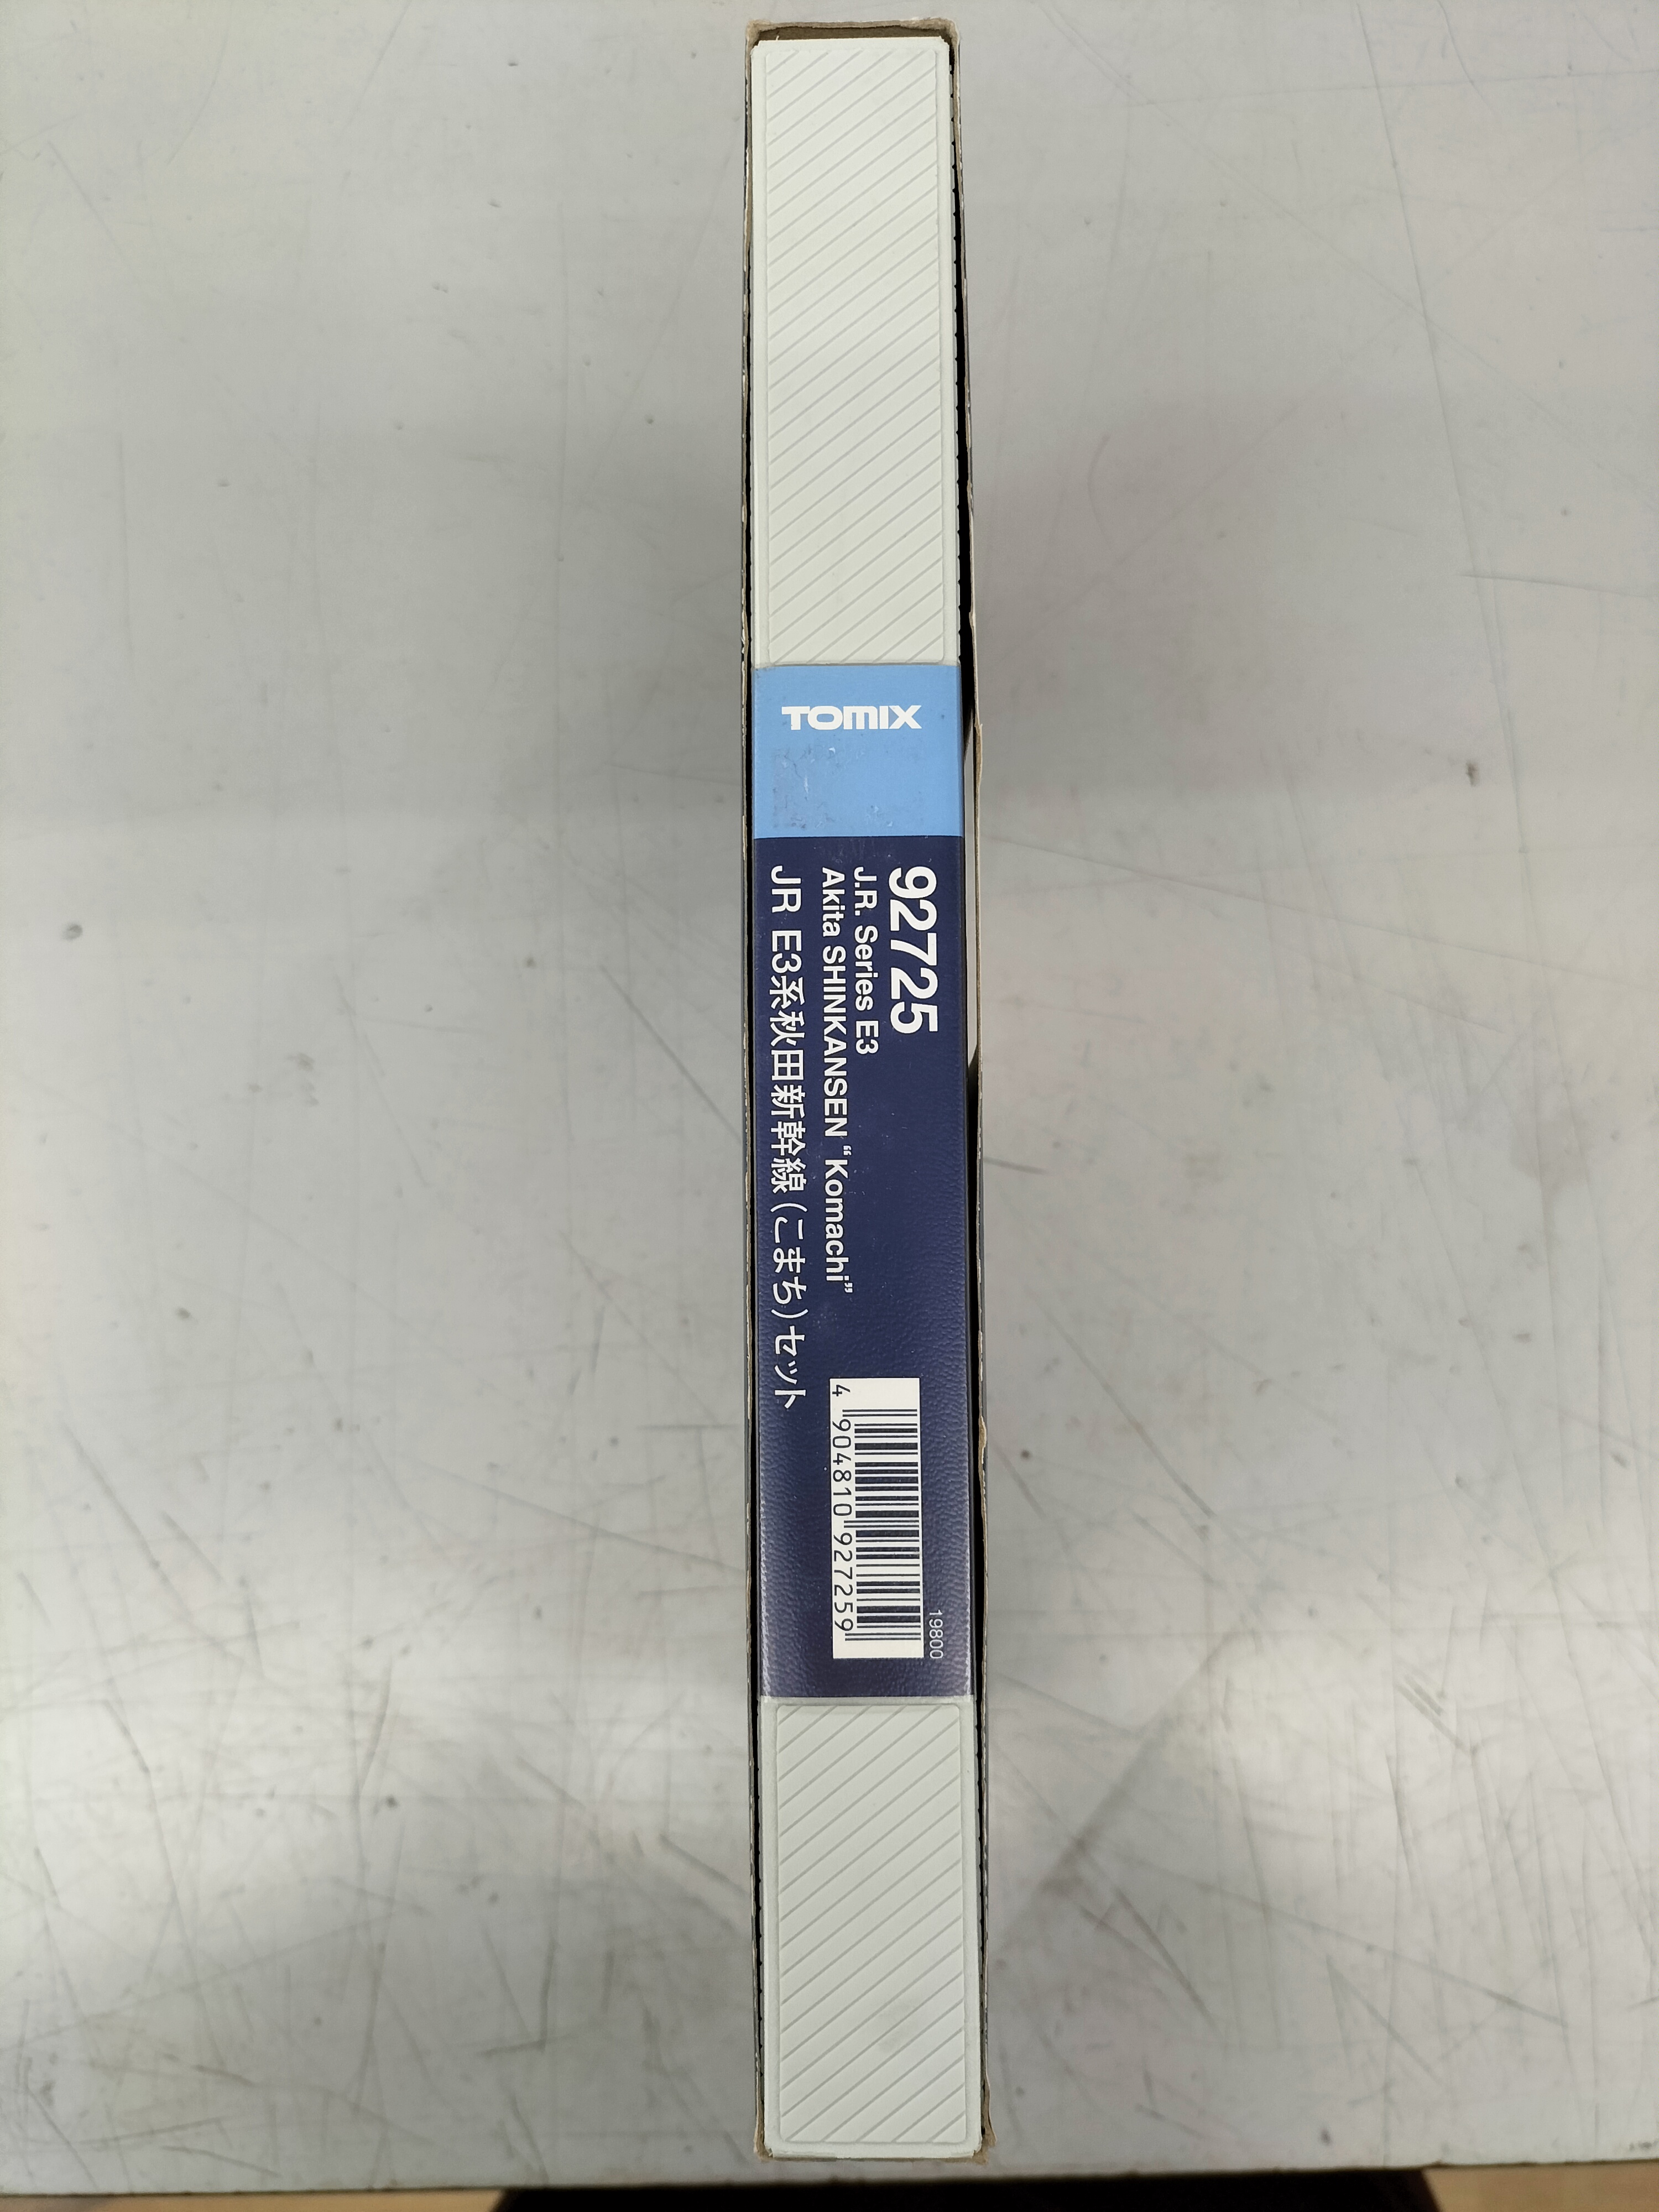 TOMIX
92725
J.R. Series E3
Akita SHINKANSEN “Komachi”
JR E3系秋田新幹線(こまち)セット
19800
4 904810 927259